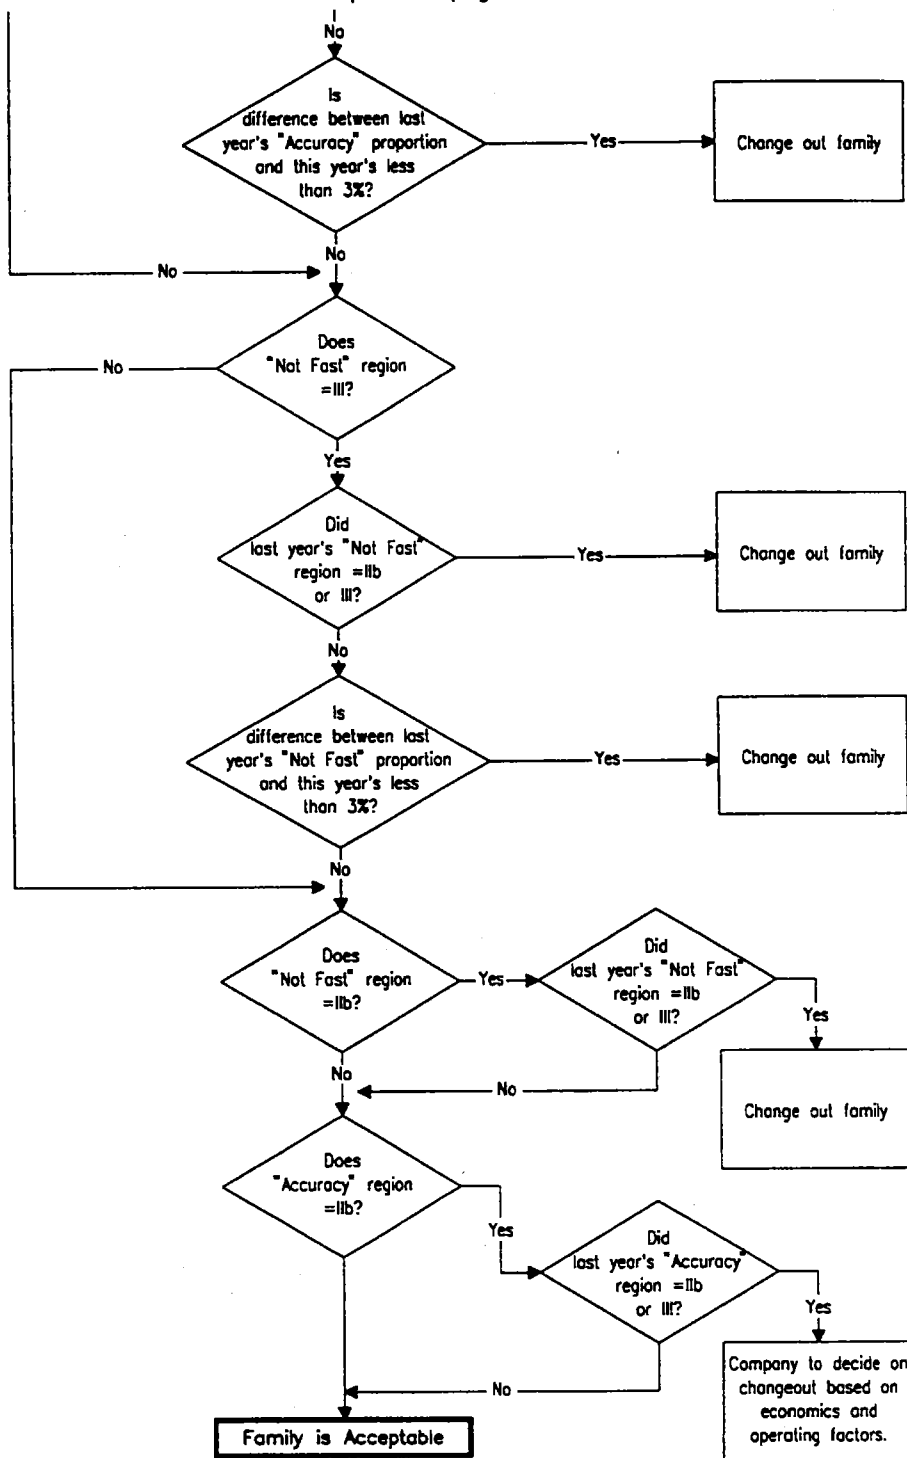 No
Is
difference between last
year's "Accuracy" proportion
and this year's less
than 3%?
Yes
Change out family
No
No
Does
"Not Fast" region
=III?
No
Yes
Did
last year's "Not Fast"
region =IIb
or III?
Yes
Change out family
No
Is
difference between last
year's "Not Fast" proportion
and this year's less
than 3%?
Yes
Change out family
No
Does
"Not Fast" region
=IIb?
Yes
Did
last year's "Not Fast"
region =IIb
or III?
Yes
Change out family
No
No
Does
"Accuracy" region
=IIb?
Yes
Did
last year's "Accuracy"
region =IIb
or III?
Yes
Company to decide on
changeout based on
economics and
operating factors.
No
Family is Acceptable